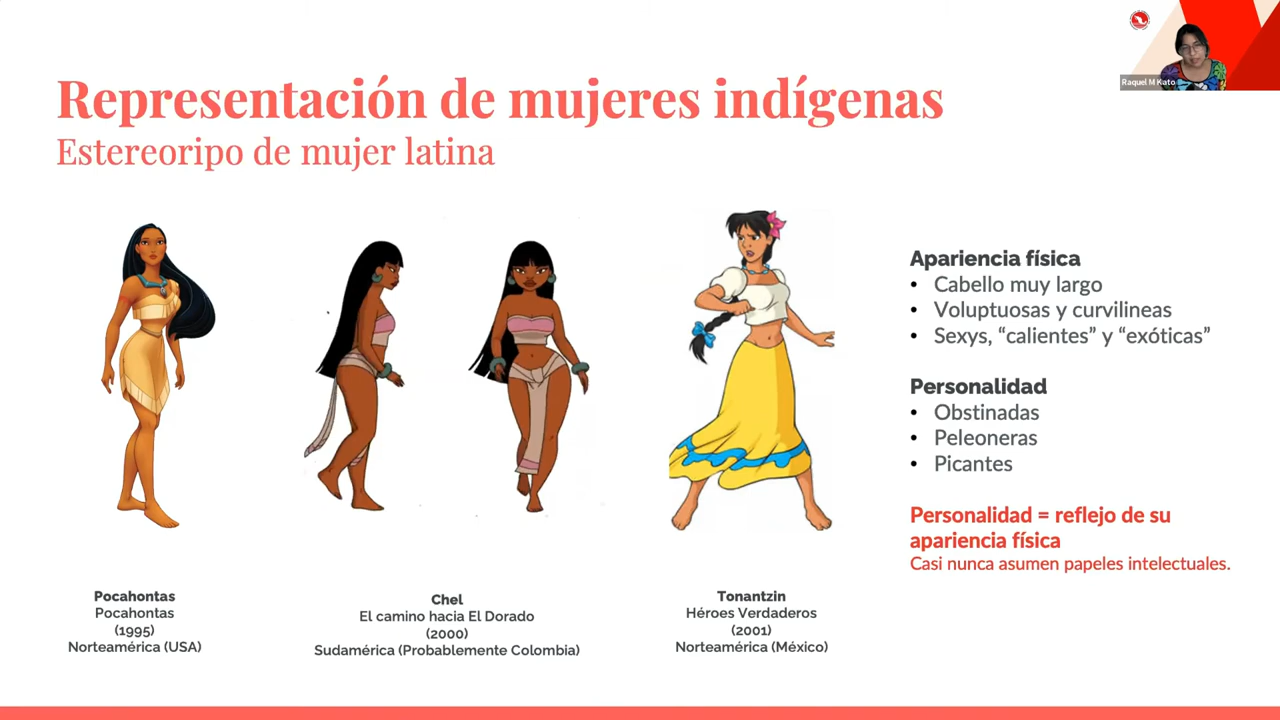 Representación de mujeres indígenas
Estereoripo de mujer latina
Raquel M Kiato
Apariencia física
• Cabello muy largo
• Voluptuosas y curvilineas
• Sexys, “calientes” y “exóticas”
Personalidad
• Obstinadas
• Peleoneras
• Picantes
Personalidad = reflejo de su
apariencia física
Casi nunca asumen papeles intelectuales.
Pocahontas
Pocahontas
(1995)
Norteamérica (USA)
Chel
El camino hacia El Dorado
(2000)
Sudamérica (Probablemente Colombia)
Tonantzin
Héroes Verdaderos
(2001)
Norteamérica (México)